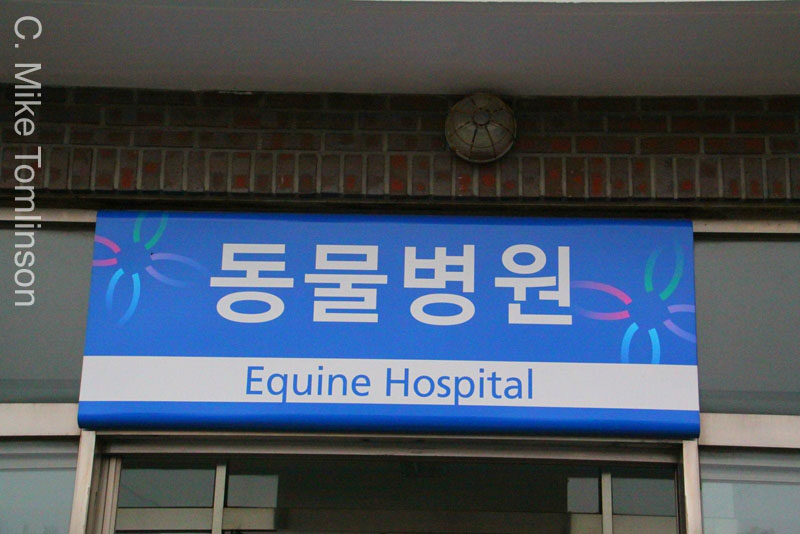 C. Mike Tomlinson
동물병원
Equine Hospital